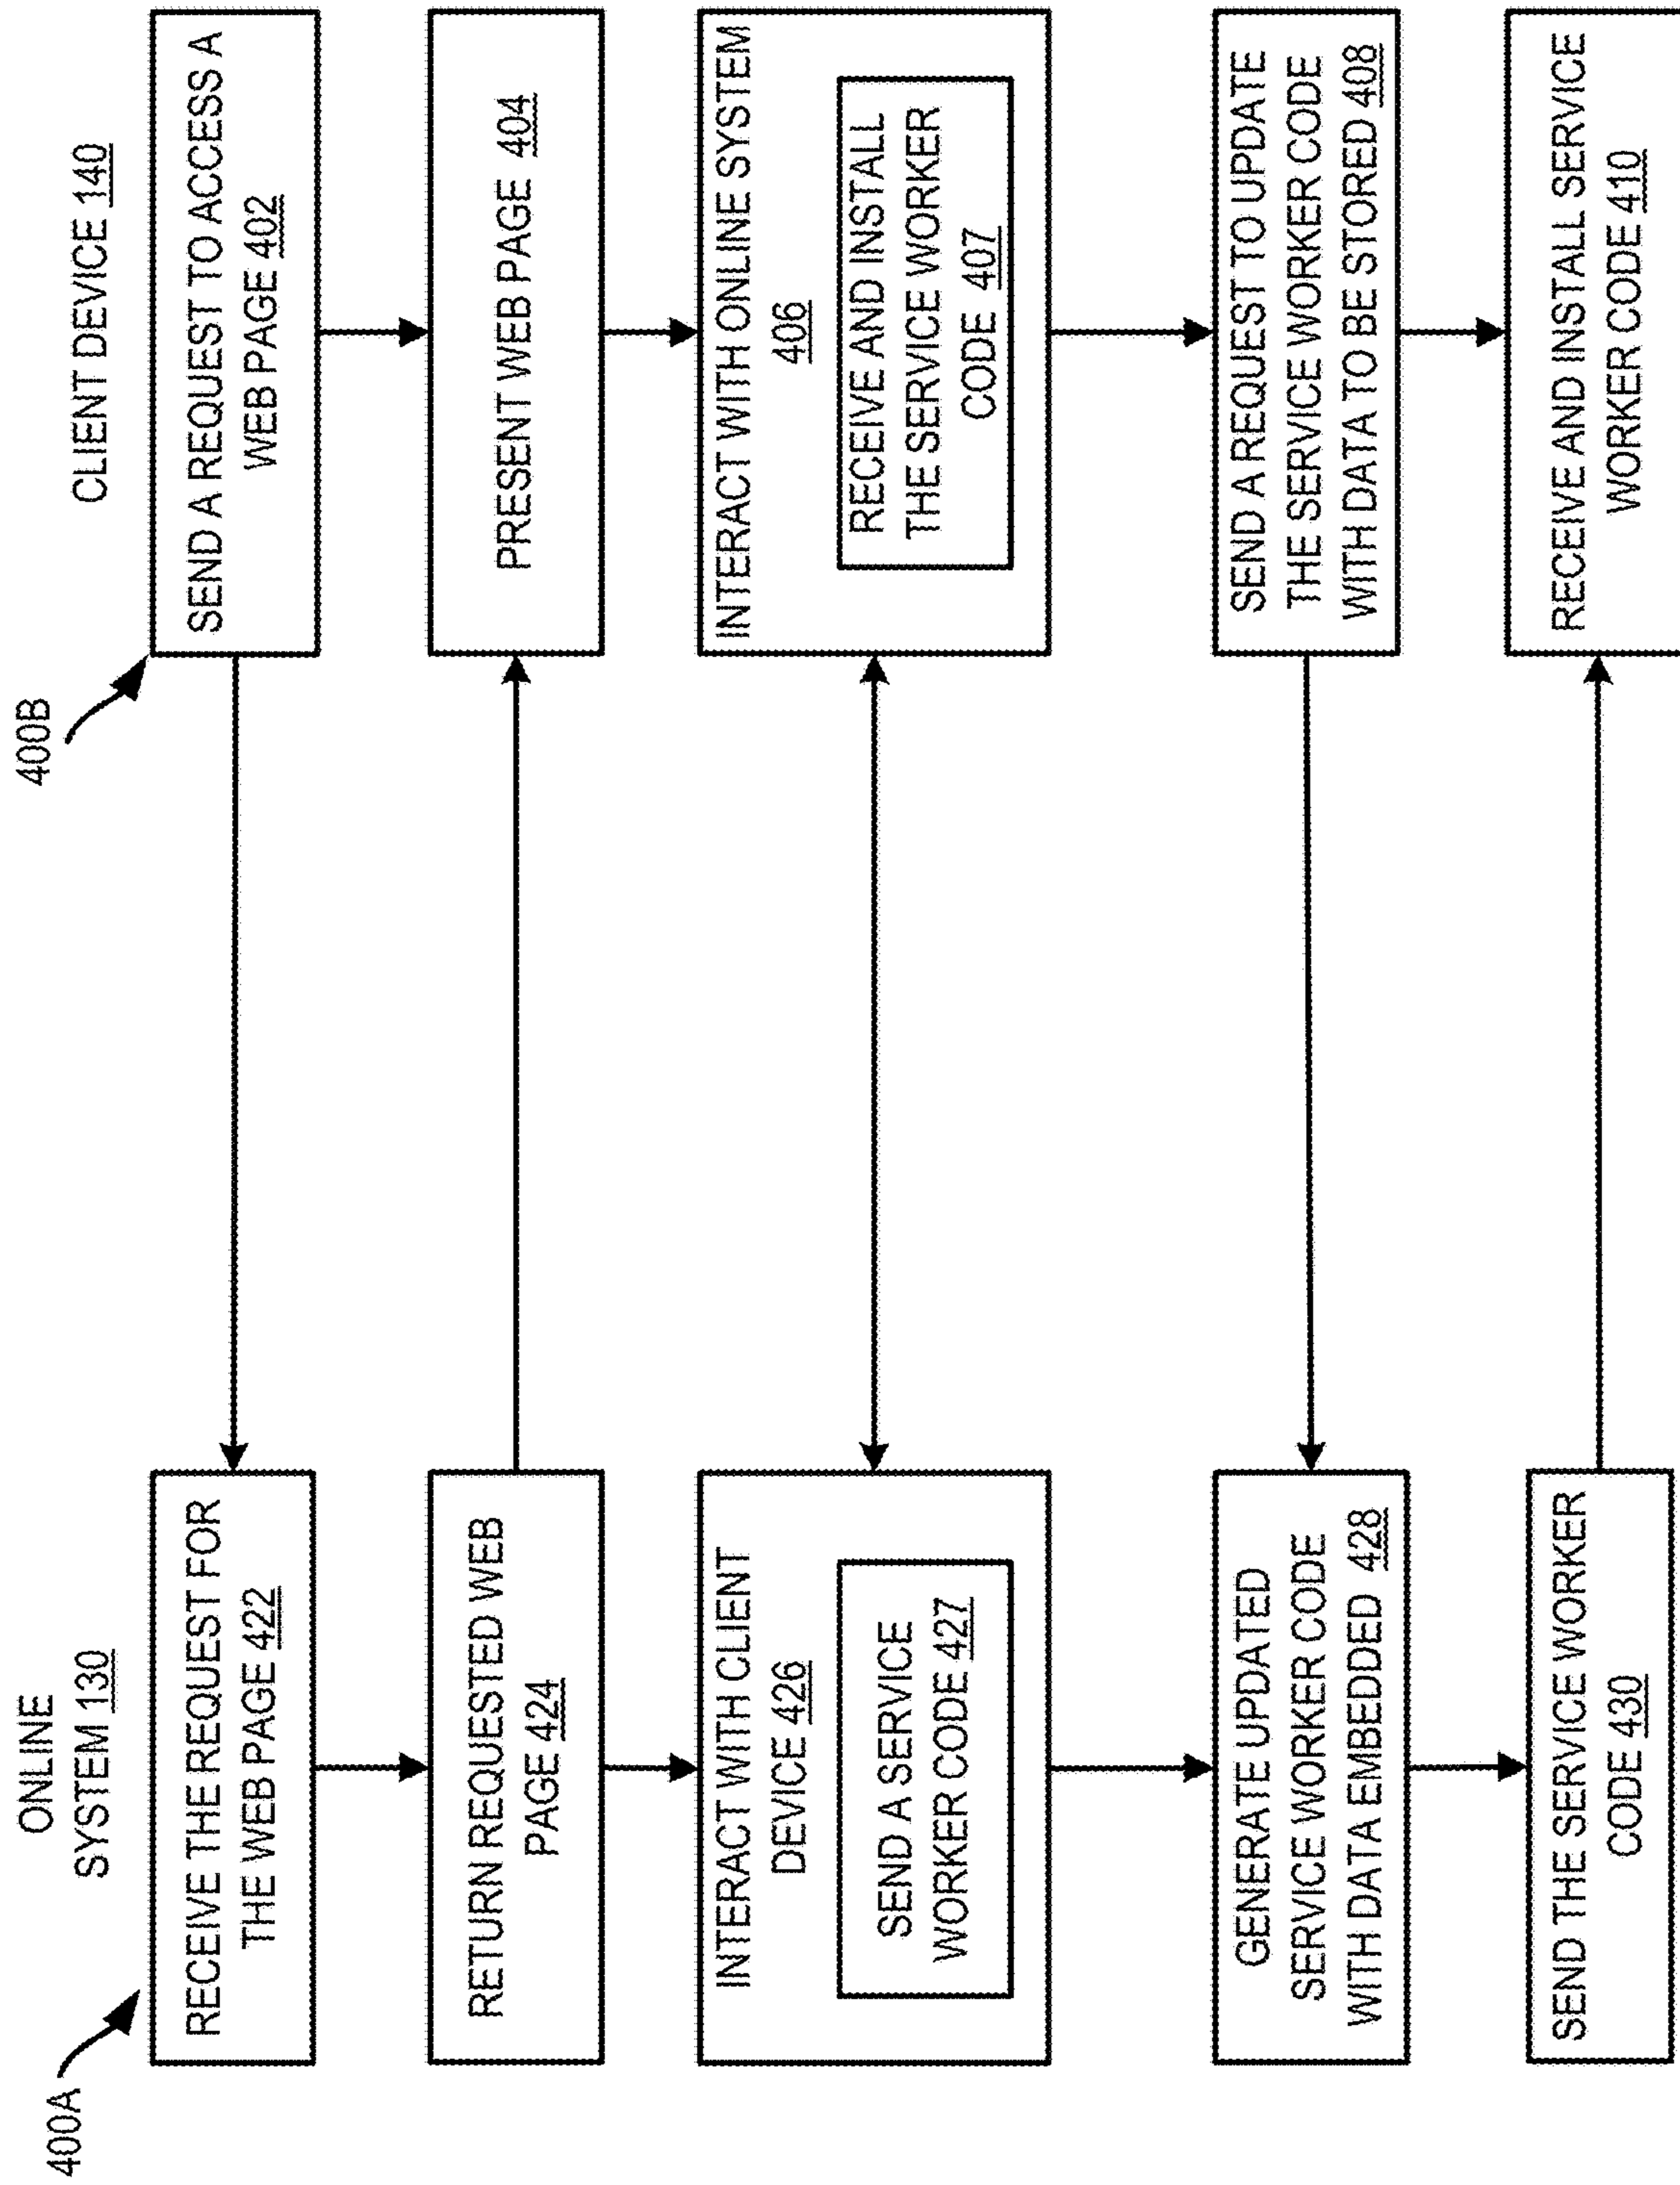 ONLINE
SYSTEM 130
400A
RECEIVE THE REQUEST FOR
THE WEB PAGE 422
RETURN REQUESTED WEB
PAGE 424
INTERACT WITH CLIENT
DEVICE 426
SEND A SERVICE
WORKER CODE 427
GENERATE UPDATED
SERVICE WORKER CODE
WITH DATA EMBEDDED 428
SEND THE SERVICE WORKER
CODE 430
CLIENT DEVICE 140
400B
SEND A REQUEST TO ACCESS A
WEB PAGE 402
PRESENT WEB PAGE 404
INTERACT WITH ONLINE SYSTEM
406
RECEIVE AND INSTALL
THE SERVICE WORKER
CODE 407
SEND A REQUEST TO UPDATE
THE SERVICE WORKER CODE
WITH DATA TO BE STORED 408
RECEIVE AND INSTALL SERVICE
WORKER CODE 410